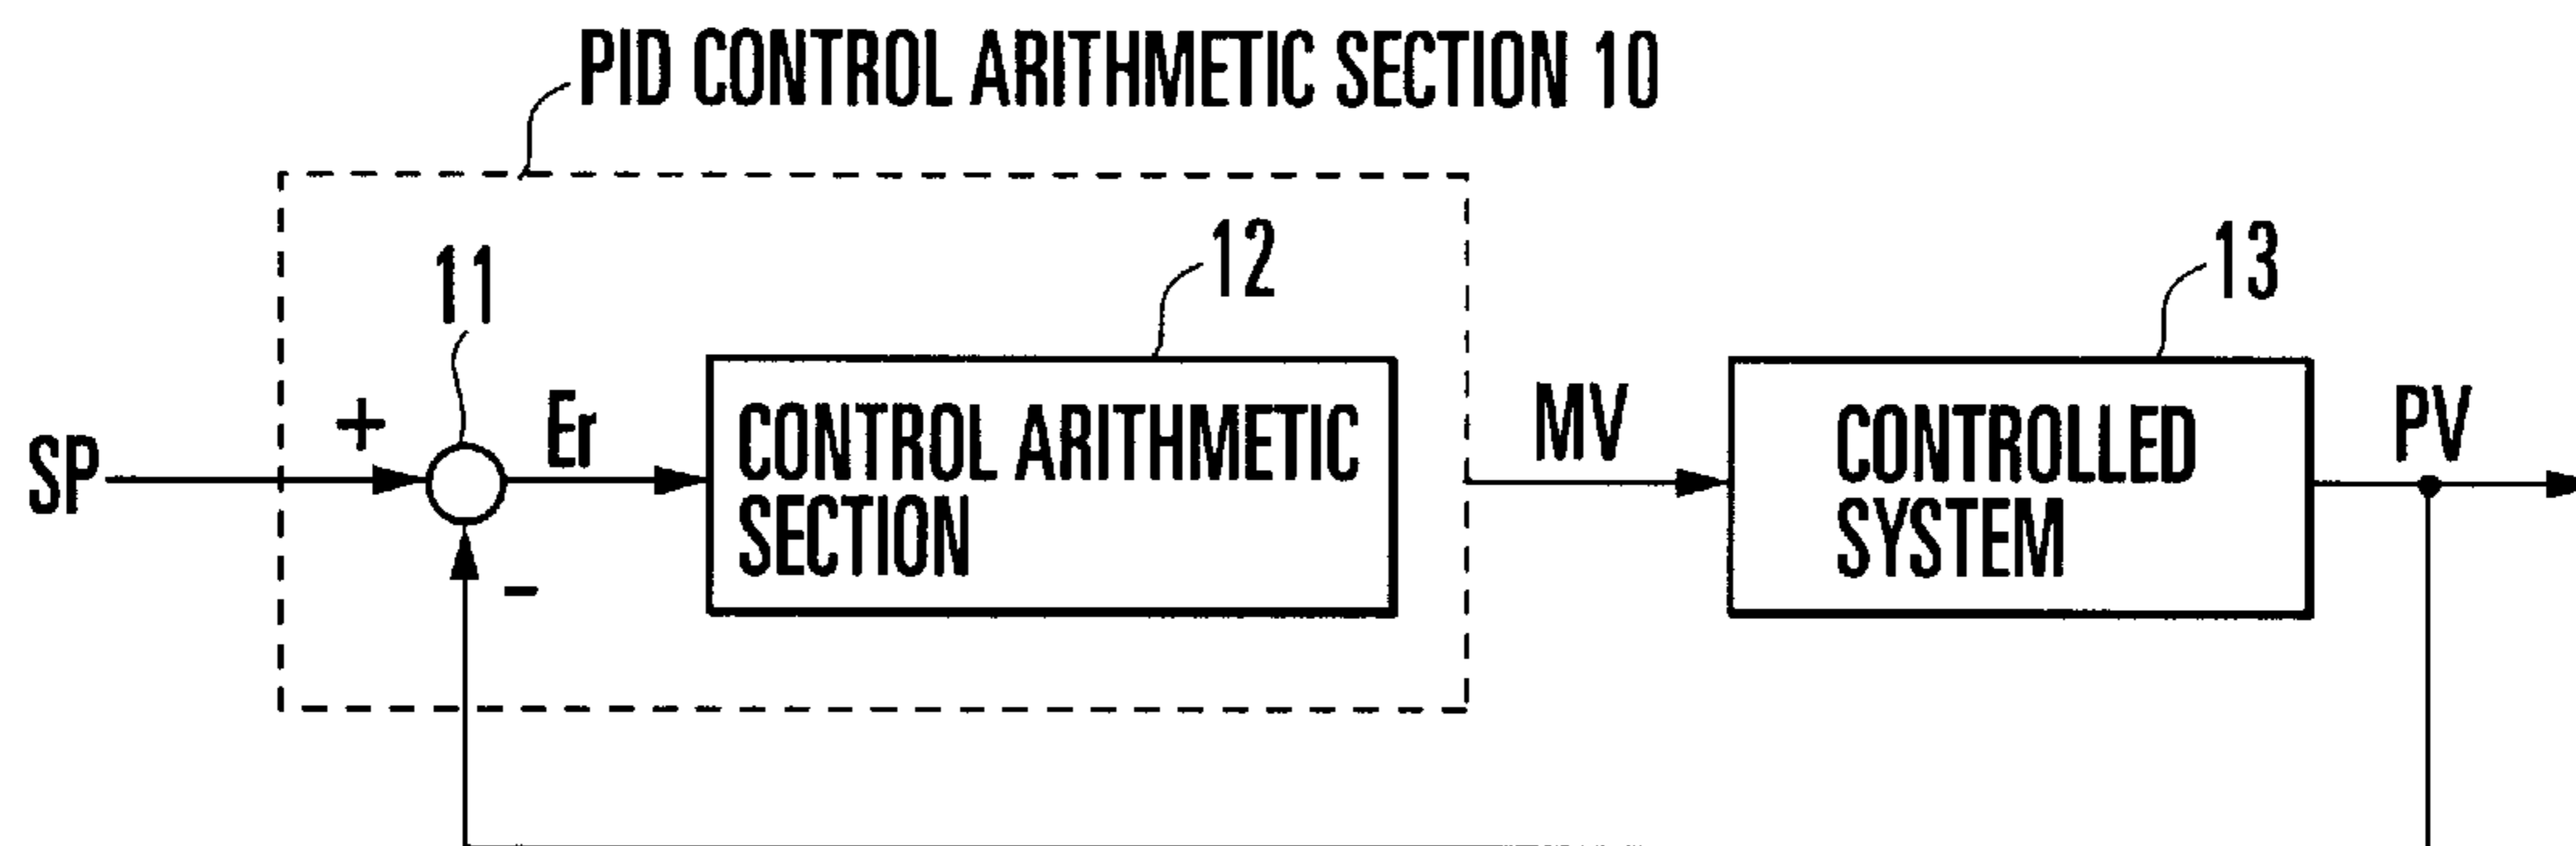 PID CONTROL ARITHMETIC SECTION 10
11
12
13
SP
+
Er
CONTROL ARITHMETIC
SECTION
MV
CONTROLLED
SYSTEM
PV
-